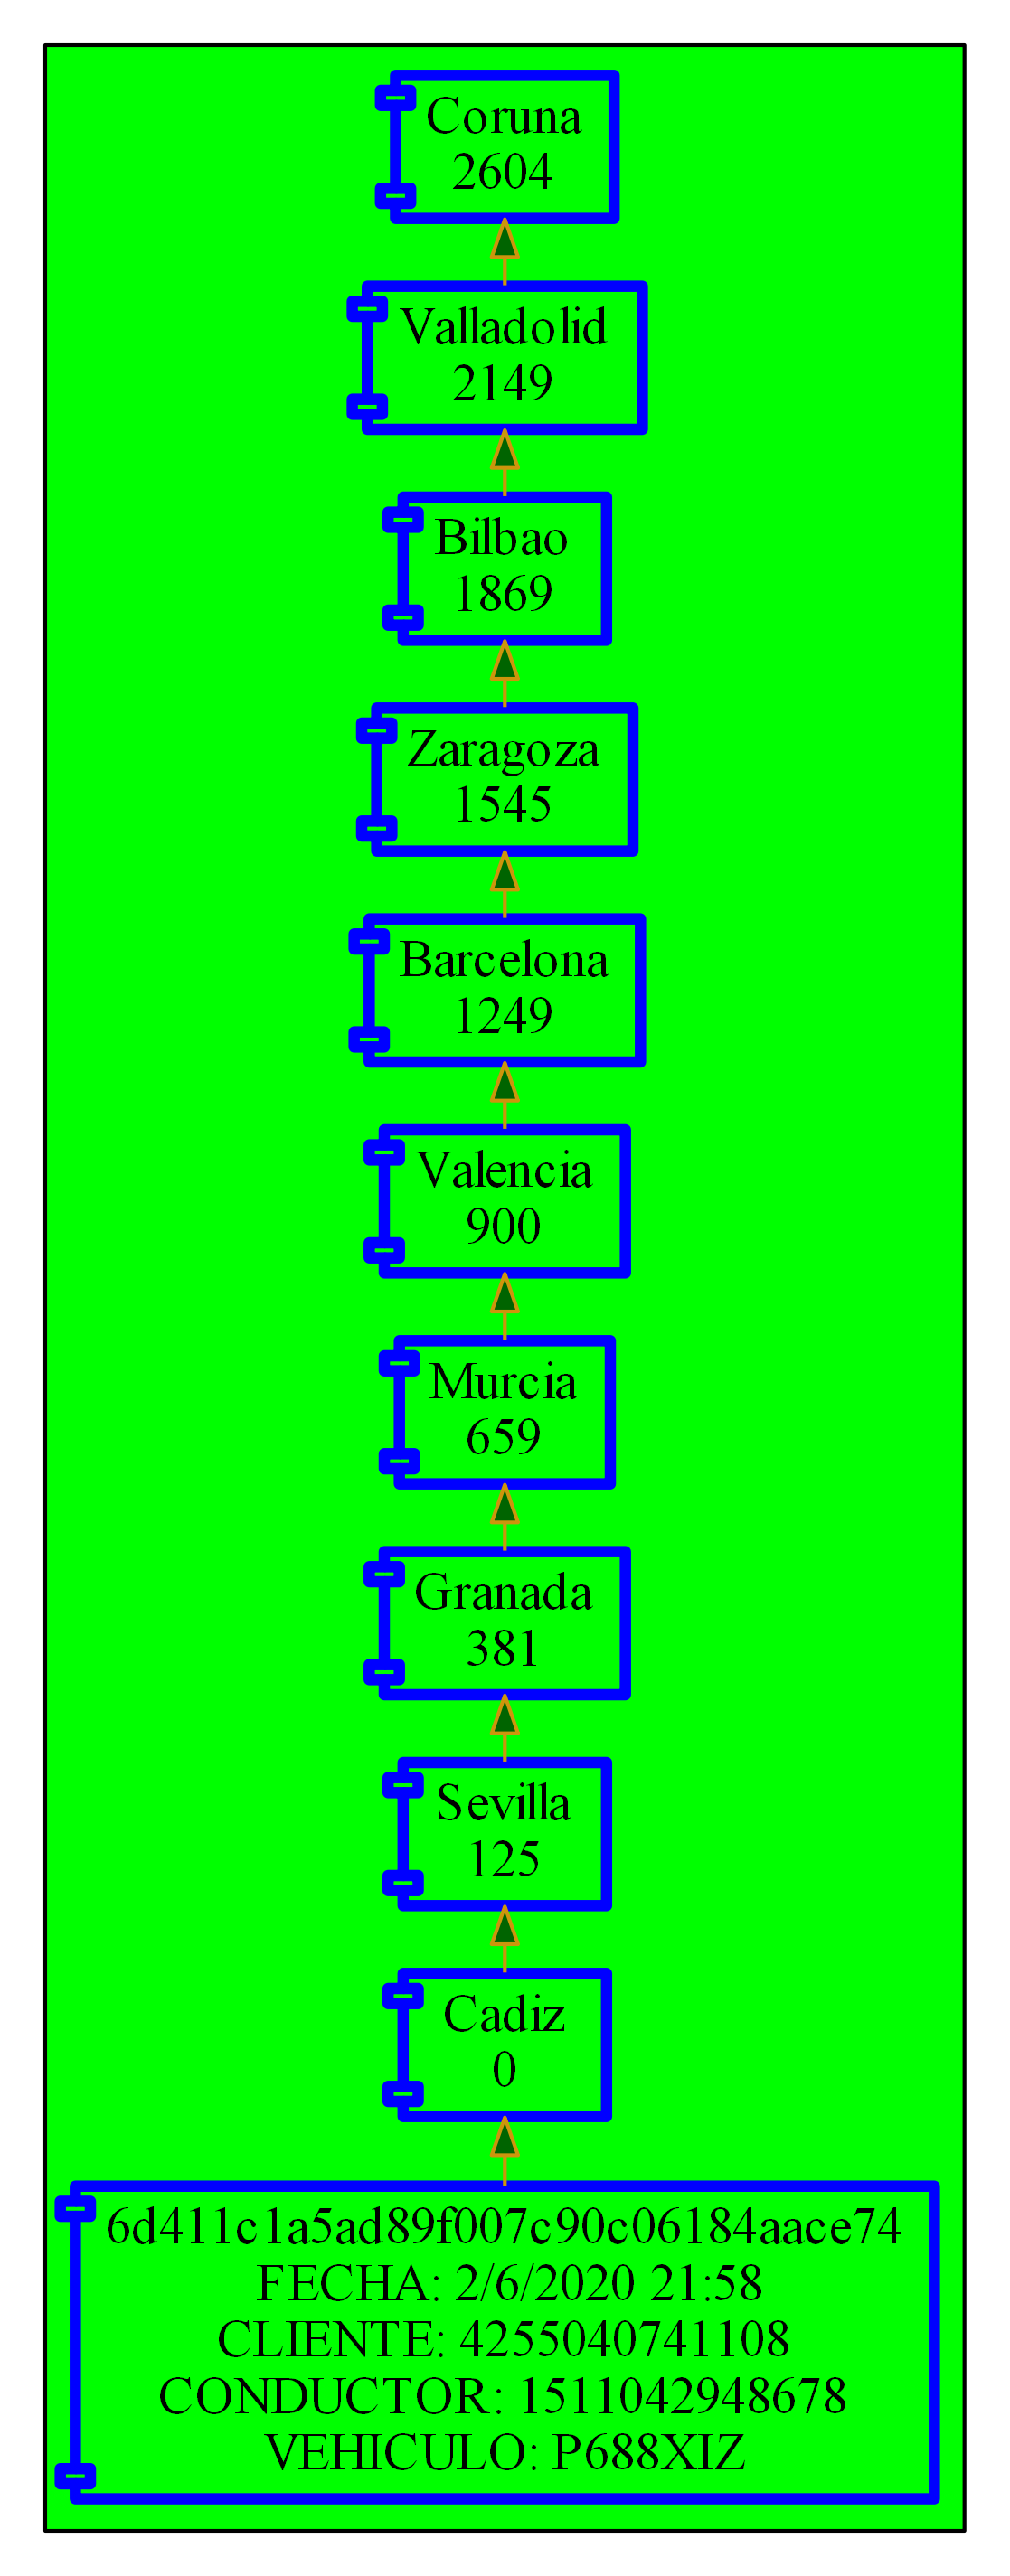 Coruna
2604
Valladolid
2149
Bilbao
1869
Zaragoza
1545
Barcelona
1249
Valencia
900
Murcia
659
Granada
381
Sevilla
125
Cadiz
0
6d411c1a5ad89f007c90c06184aace74
FECHA: 2/6/2020 21:58
CLIENTE: 4255040741108
CONDUCTOR: 1511042948678
VEHICULO: P688XIZ